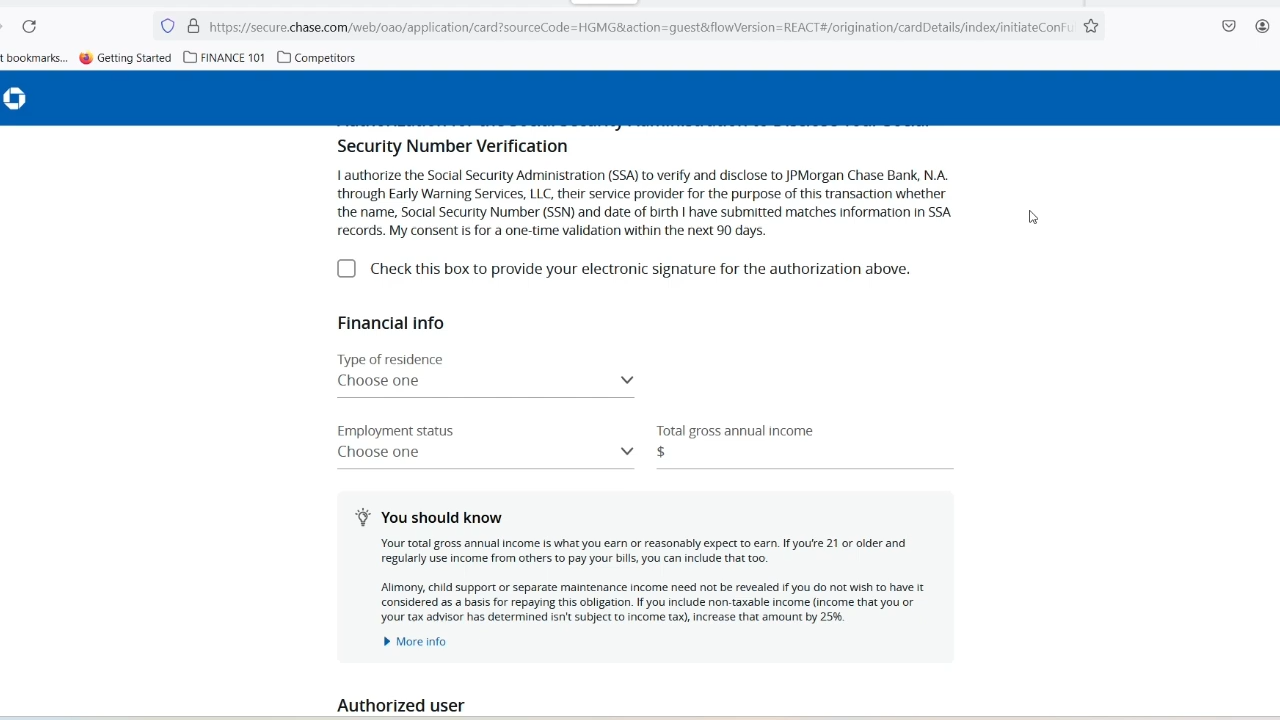 https://secure.chase.com/web/oao/application/card?sourceCode=HGMG&action=guest&flowVersion=REACT#/origination/cardDetails/index/initiateConFu
t bookmarks... Getting Started FINANCE 101 Competitors
Authorization for the Social Security Administration to Disclose Your Social
Security Number Verification
I authorize the Social Security Administration (SSA) to verify and disclose to JPMorgan Chase Bank, N.A.
through Early Warning Services, LLC, their service provider for the purpose of this transaction whether
the name, Social Security Number (SSN) and date of birth I have submitted matches information in SSA
records. My consent is for a one-time validation within the next 90 days.
Check this box to provide your electronic signature for the authorization above.
Financial info
Type of residence
Choose one
Employment status
Choose one
Total gross annual income
$
You should know
Your total gross annual income is what you earn or reasonably expect to earn. If you're 21 or older and
regularly use income from others to pay your bills, you can include that too.
Alimony, child support or separate maintenance income need not be revealed if you do not wish to have it
considered as a basis for repaying this obligation. If you include non-taxable income (income that you or
your tax advisor has determined isn't subject to income tax), increase that amount by 25%.
More info
Authorized user